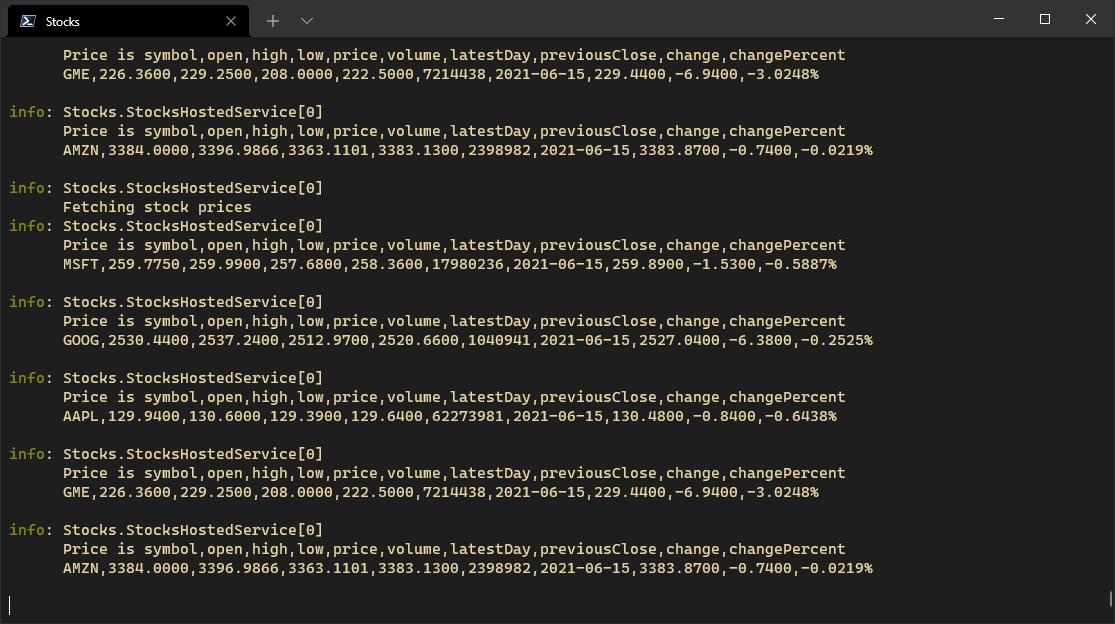 Stocks
Price is symbol,open,high,low,price,volume,latestDay,previousClose,change,changePercent
GME,226.3600,229.2500,208.0000,222.5000,7214438,2021-06-15,229.4400,-6.9400,-3.0248%
info: Stocks.StocksHostedService[0]
Price is symbol,open,high,low,price,volume,latestDay,previousClose,change,changePercent
AMZN,3384.0000,3396.9866,3363.1101,3383.1300,2398982,2021-06-15,3383.8700,-0.7400,-0.0219%
info: Stocks.StocksHostedService[0]
Fetching stock prices
info: Stocks.StocksHostedService[0]
Price is symbol,open,high,low,price,volume,latestDay,previousClose,change,changePercent
MSFT,259.7750,259.9900,257.6800,258.3600,17980236,2021-06-15,259.8900,-1.5300,-0.5887%
info: Stocks.StocksHostedService[0]
Price is symbol,open,high,low,price,volume,latestDay,previousClose,change,changePercent
GOOG,2530.4400,2537.2400,2512.9700,2520.6600,1040941,2021-06-15,2527.0400,-6.3800,-0.2525%
info: Stocks.StocksHostedService[0]
Price is symbol,open,high,low,price,volume,latestDay,previousClose,change,changePercent
AAPL,129.9400,130.6000,129.3900,129.6400,62273981,2021-06-15,130.4800,-0.8400,-0.6438%
info: Stocks.StocksHostedService[0]
Price is symbol,open,high,low,price,volume,latestDay,previousClose,change,changePercent
GME,226.3600,229.2500,208.0000,222.5000,7214438,2021-06-15,229.4400,-6.9400,-3.0248%
info: Stocks.StocksHostedService[0]
Price is symbol,open,high,low,price,volume,latestDay,previousClose,change,changePercent
AMZN,3384.0000,3396.9866,3363.1101,3383.1300,2398982,2021-06-15,3383.8700,-0.7400,-0.0219%